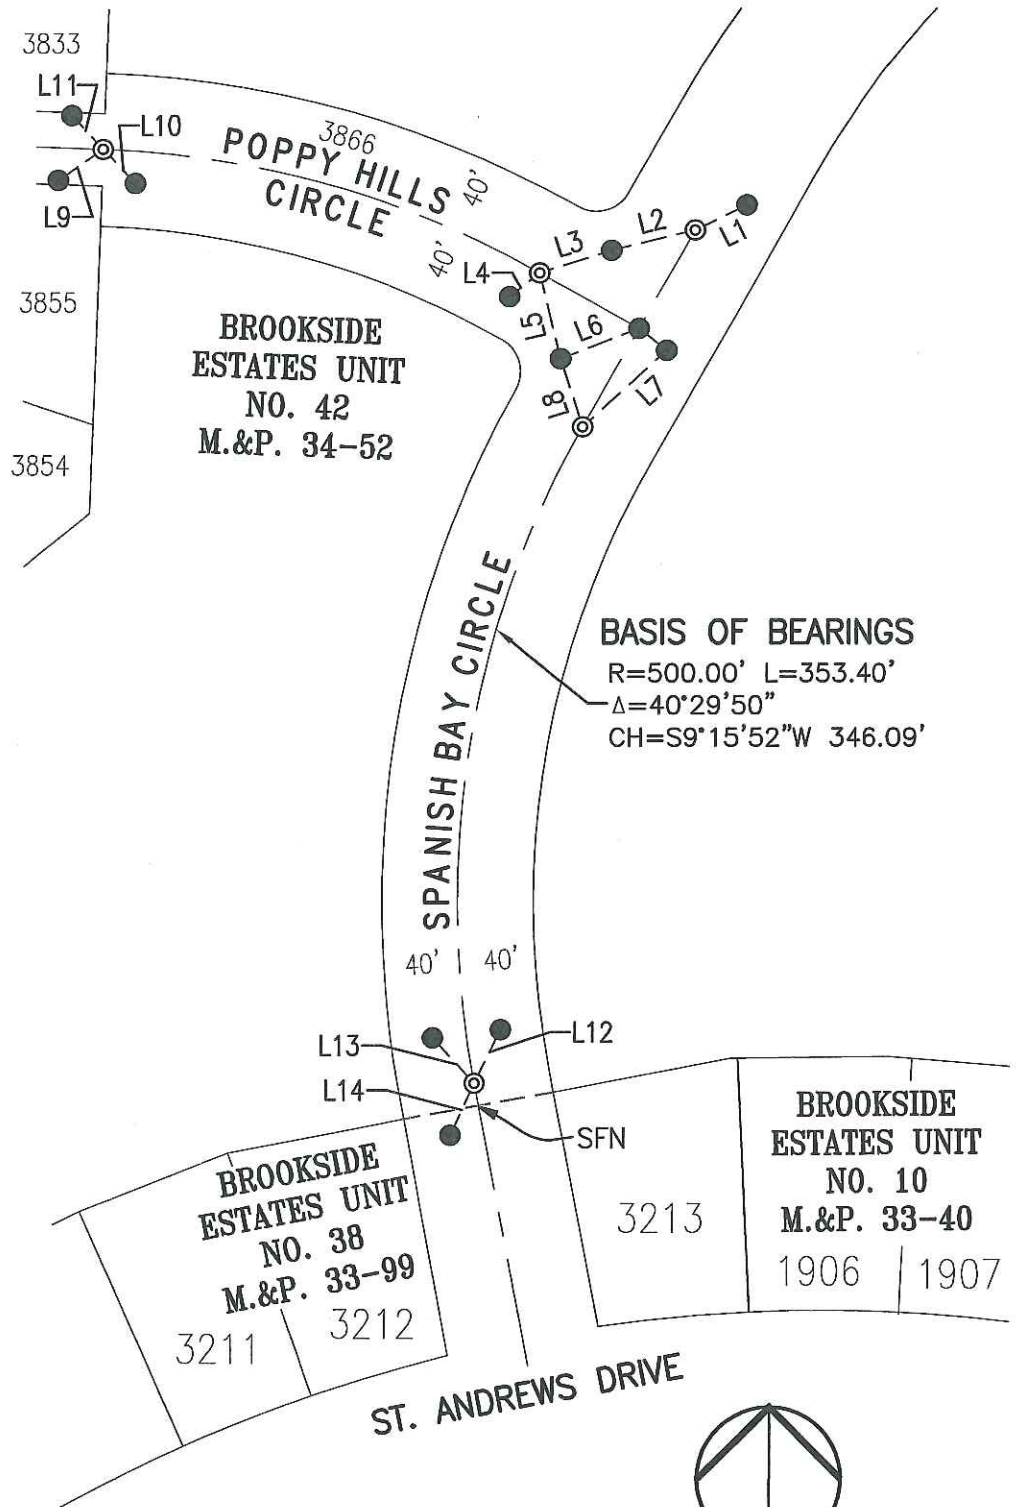 3833
L11
L10
3866
POPPY HILLS
CIRCLE
40'
40'
L9
L1
L2
L3
L4
L5
L6
L7
L8
3855
BROOKSIDE
ESTATES UNIT
NO. 42
M.&P. 34-52
3854
BASIS OF BEARINGS
R=500.00' L=353.40'
Δ=40°29'50"
CH=S9°15'52"W 346.09'
SPANISH BAY CIRCLE
40'
40'
L13
L12
L14
SFN
BROOKSIDE
ESTATES UNIT
NO. 38
M.&P. 33-99
3211
3212
3213
BROOKSIDE
ESTATES UNIT
NO. 10
M.&P. 33-40
1906
1907
ST. ANDREWS DRIVE